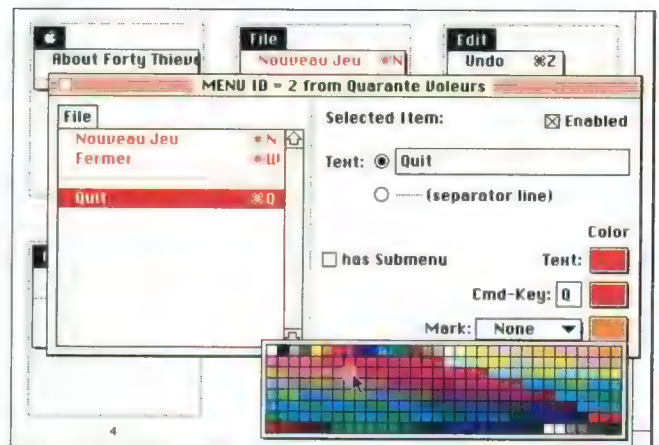 File
Edit
About Forty Thieve
Nouveau Jeu ⌘N
Undo ⌘Z
MENU ID = 2 from Quarante Voleurs
File
Nouveau Jeu ⌘N
Fermer ⌘W
Quit ⌘Q
Selected Item:
Enabled
Text:
Quit
(separator line)
Color
has Submenu
Text:
Cmd-Key: Q
Mark: None
4